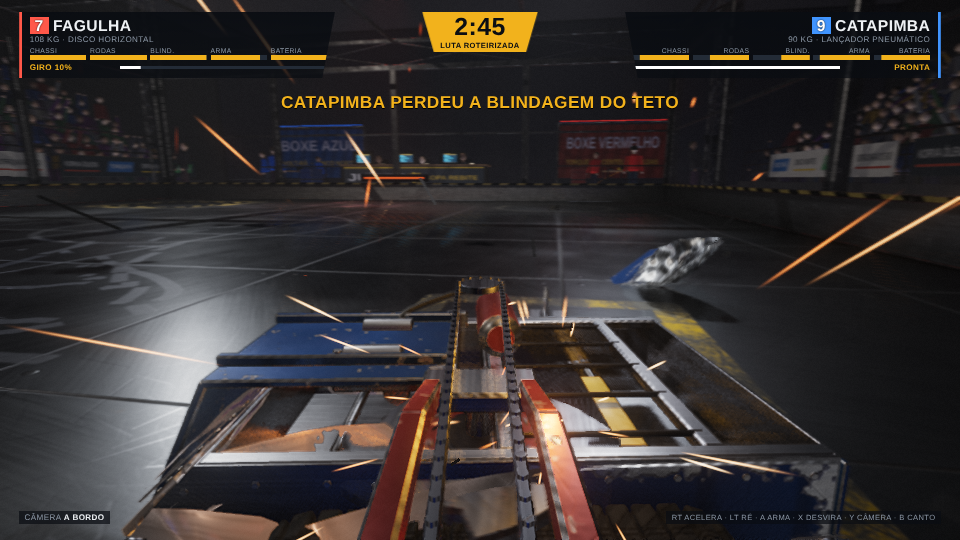 7 FAGULHA
108 KG · DISCO HORIZONTAL
CHASSI RODAS BLIND. ARMA BATERIA
GIRO 10%
2:45
LUTA ROTEIRIZADA
9 CATAPIMBA
90 KG · LANÇADOR PNEUMÁTICO
CHASSI RODAS BLIND. ARMA BATERIA
PRONTA
CATAPIMBA PERDEU A BLINDAGEM DO TETO
BOXE AZUL
BOXE VERMELHO
CÂMERA A BORDO
RT ACELERA · LT RÉ · A ARMA · X DESVIRA · Y CÂMERA · B CANTO